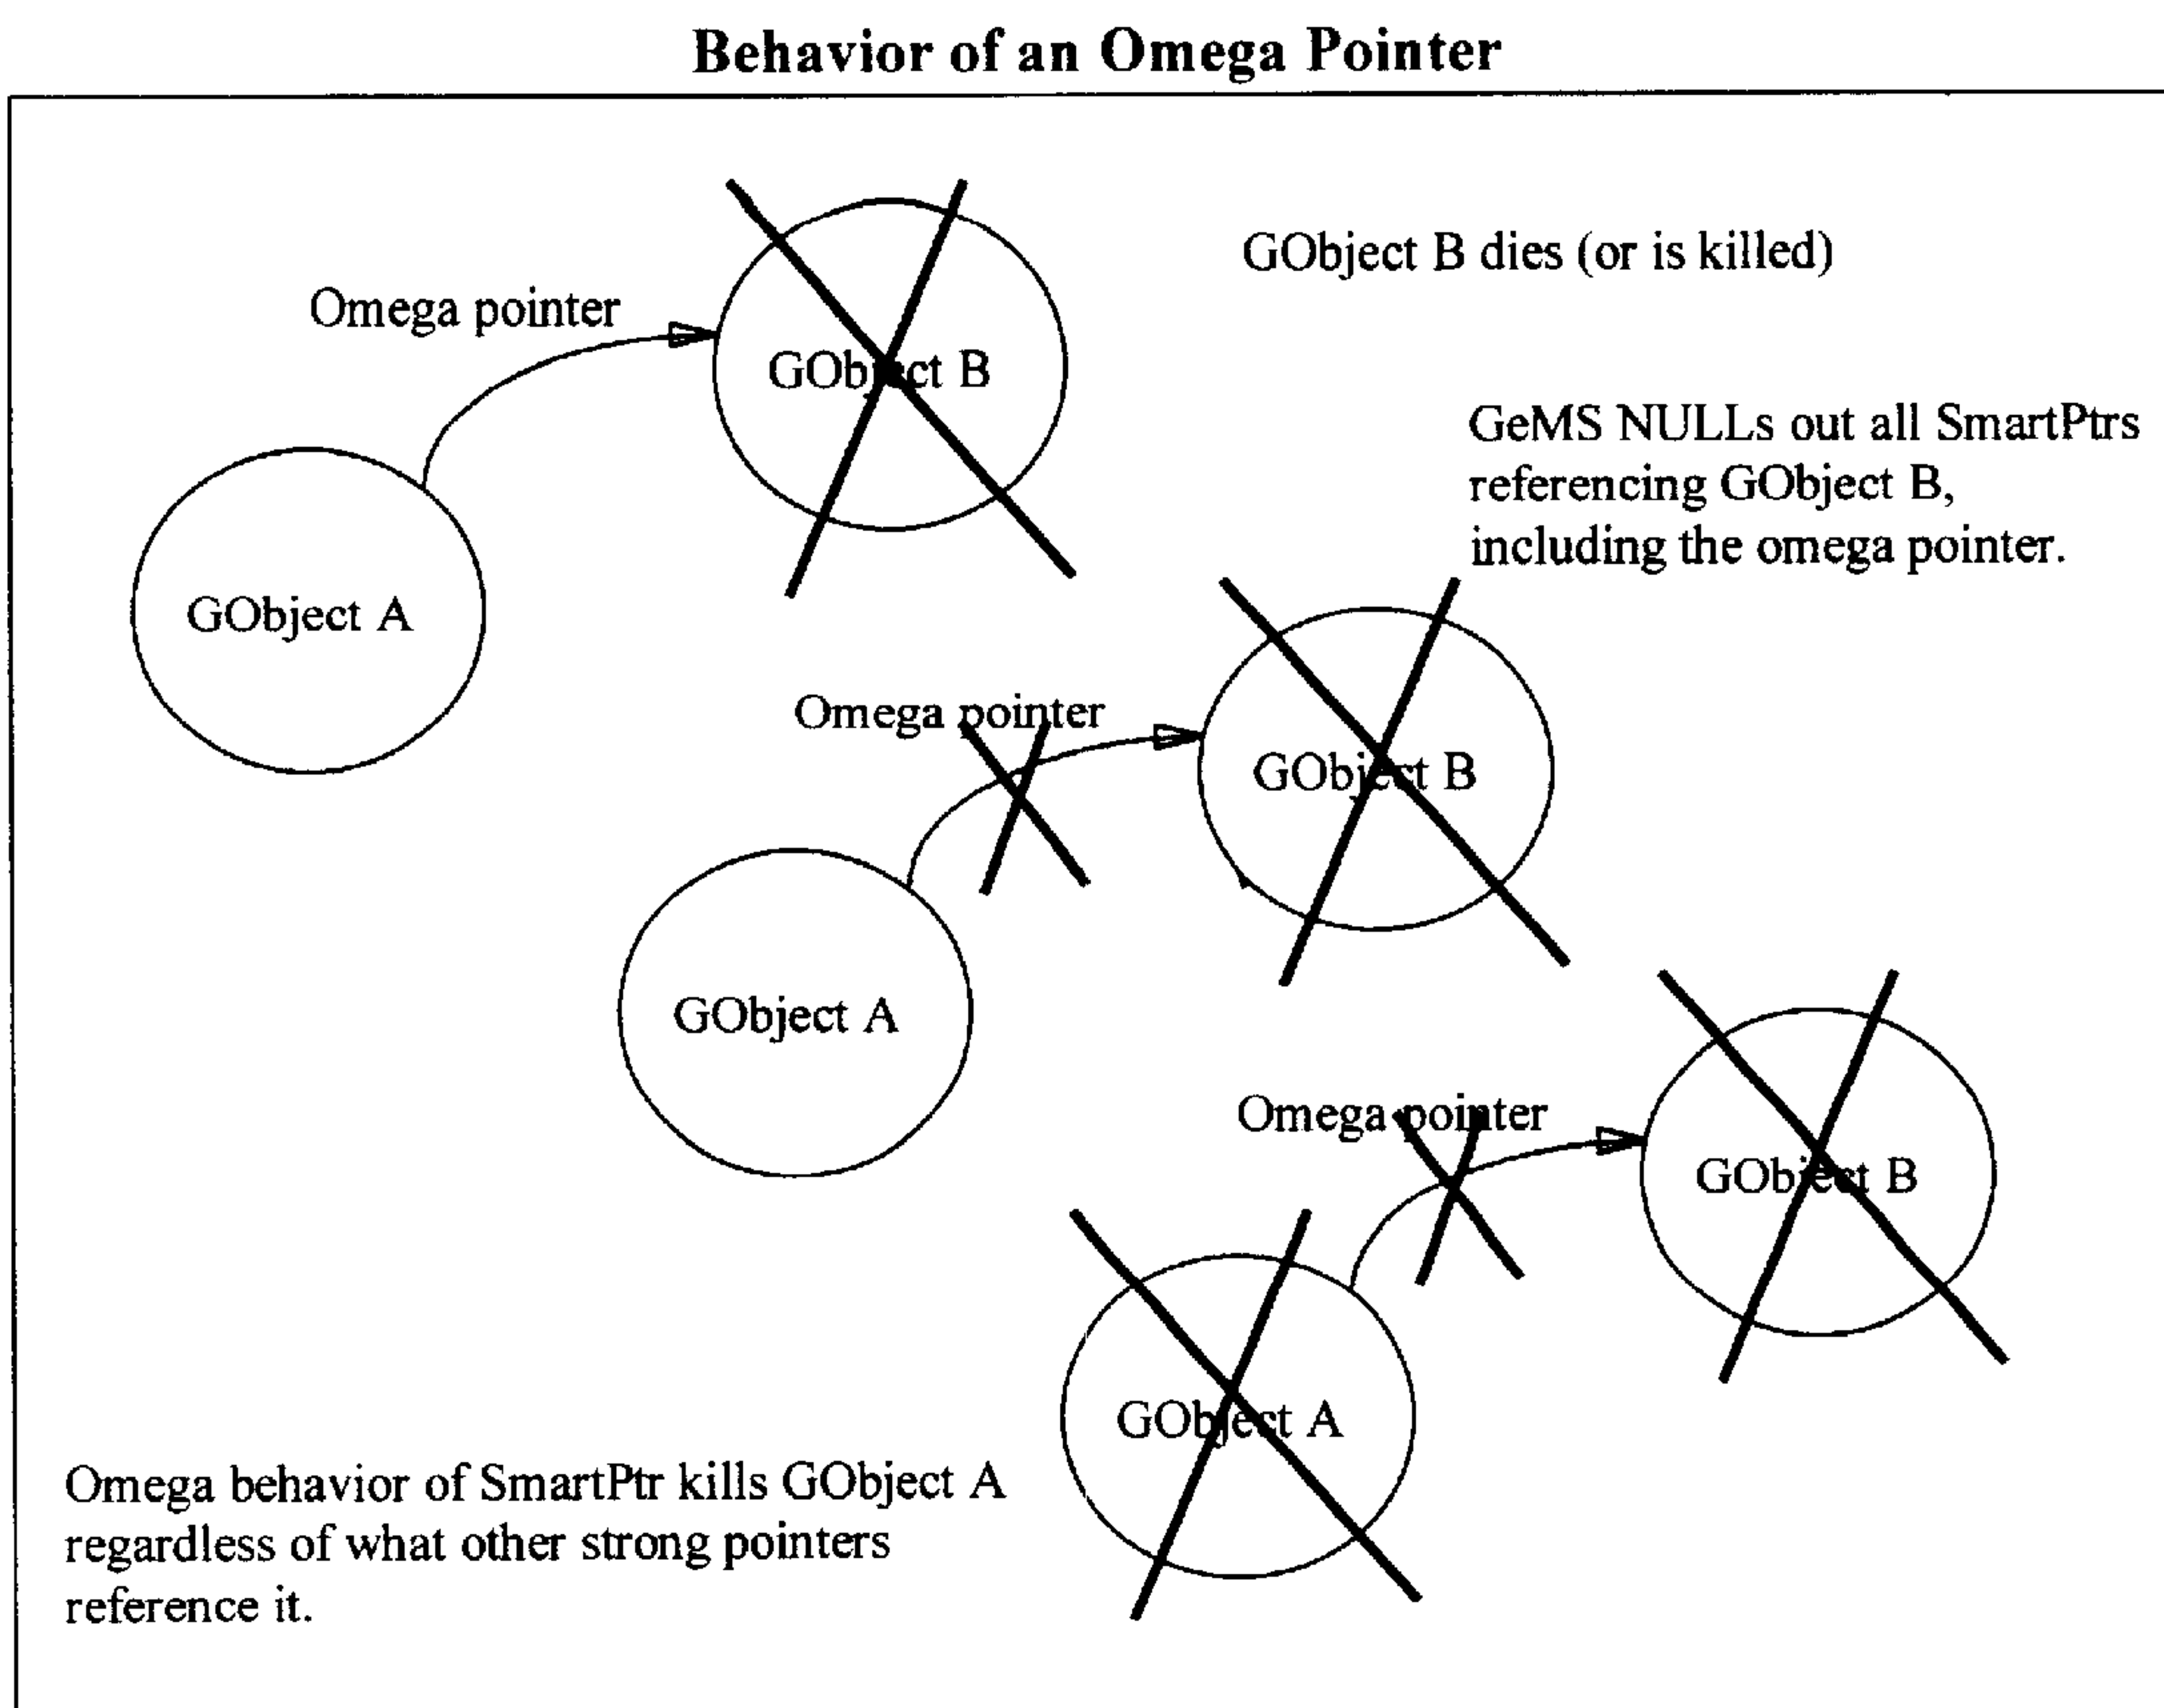 Behavior of an Omega Pointer
GObject B dies (or is killed)
Omega pointer
GObject B
GObject A
GeMS NULLs out all SmartPtrs
referencing GObject B,
including the omega pointer.
Omega pointer
GObject B
GObject A
Omega pointer
GObject B
GObject A
Omega behavior of SmartPtr kills GObject A
regardless of what other strong pointers
reference it.